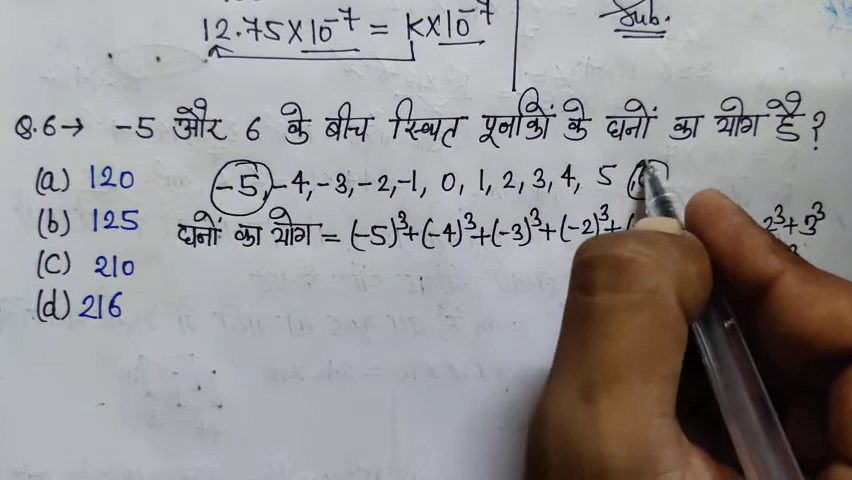 12.75×10⁻⁷ = K×10⁻⁷
Sub.
Q.6→ -5 और 6 के बीच स्थित पूर्णाकों के घनों का योग है?
(a) 120
-5, -4, -3, -2, -1, 0, 1, 2, 3, 4, 5
(b) 125
घनों का योग = (-5)³+(-4)³+(-3)³+(-2)³+ 2³+3³
(C) 210
(d) 216